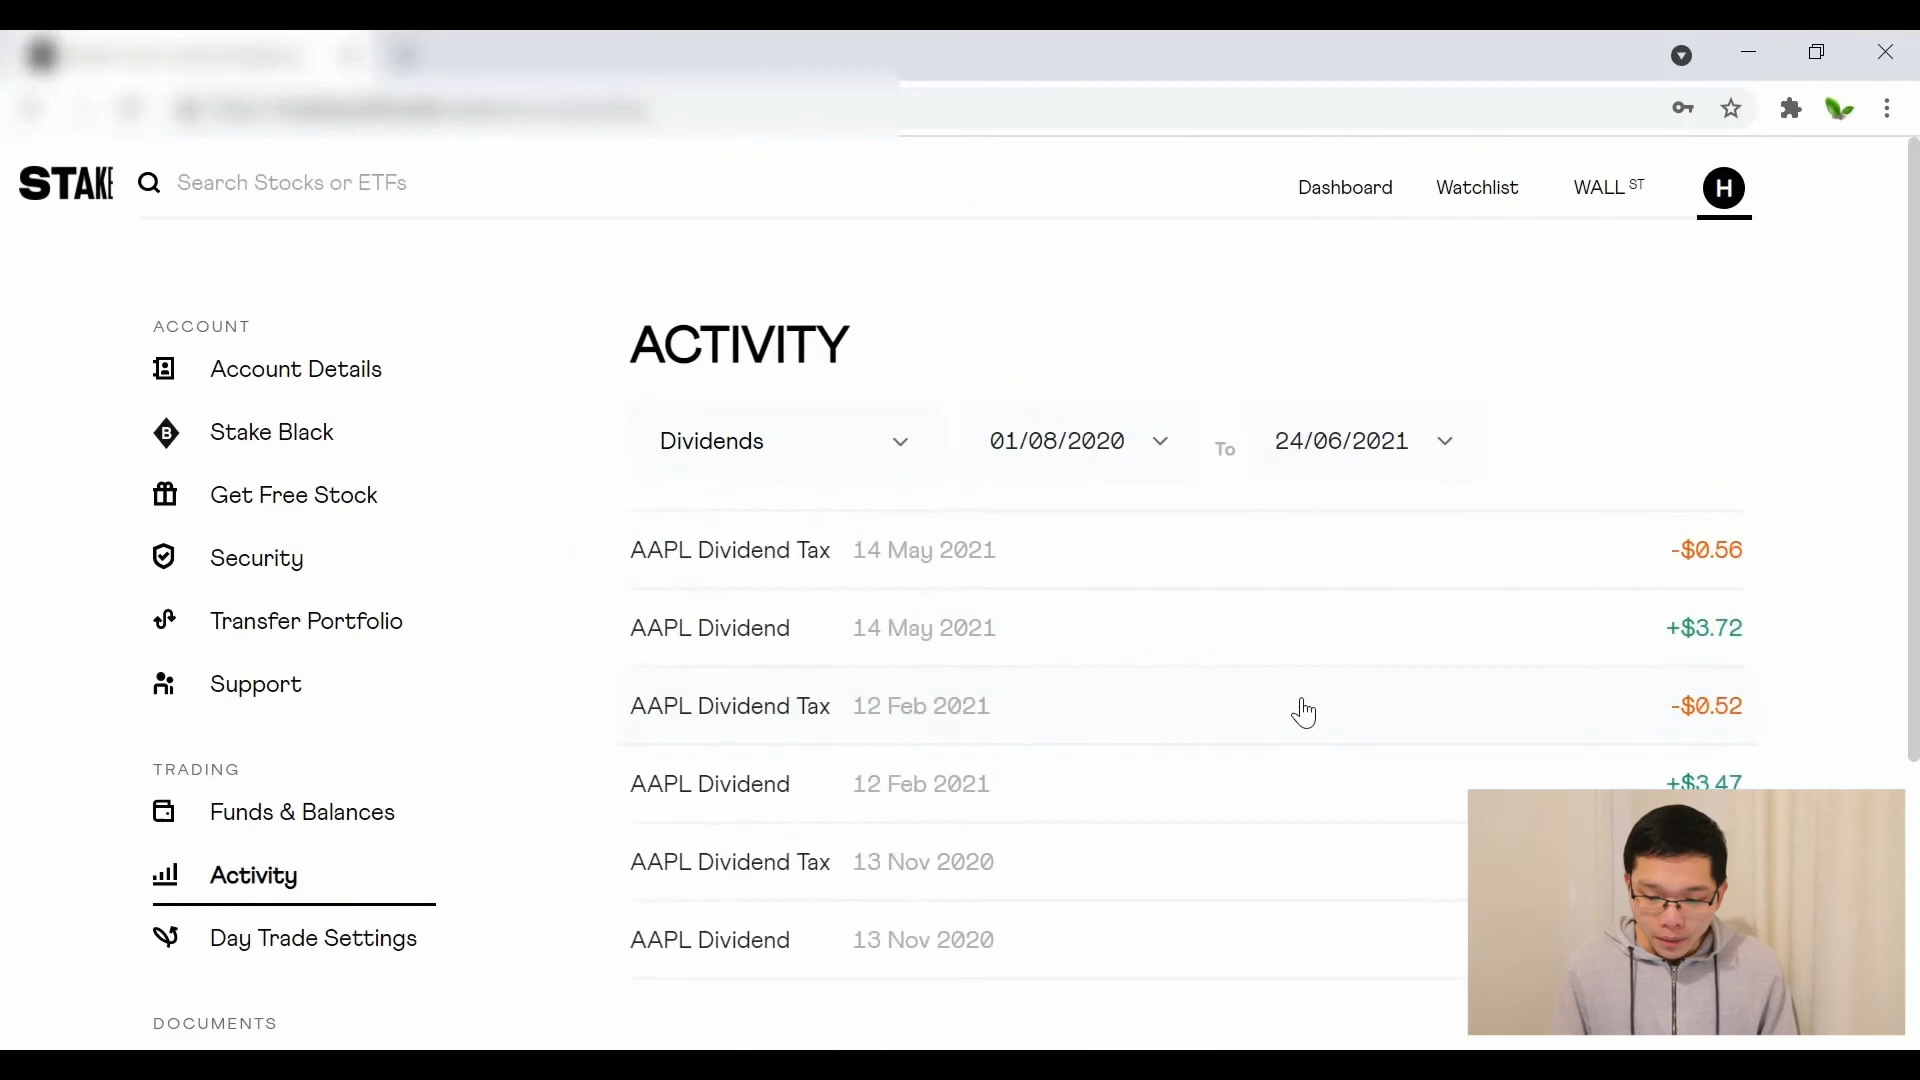 STAKE
Search Stocks or ETFs
Dashboard
Watchlist
WALL ST
H
ACCOUNT
Account Details
B
Stake Black
Get Free Stock
Security
Transfer Portfolio
Support
TRADING
Funds & Balances
Activity
Day Trade Settings
DOCUMENTS
ACTIVITY
Dividends
01/08/2020
To
24/06/2021
AAPL Dividend Tax 14 May 2021 -$0.56
AAPL Dividend 14 May 2021 +$3.72
AAPL Dividend Tax 12 Feb 2021 -$0.52
AAPL Dividend 12 Feb 2021 +$3.47
AAPL Dividend Tax 13 Nov 2020
AAPL Dividend 13 Nov 2020